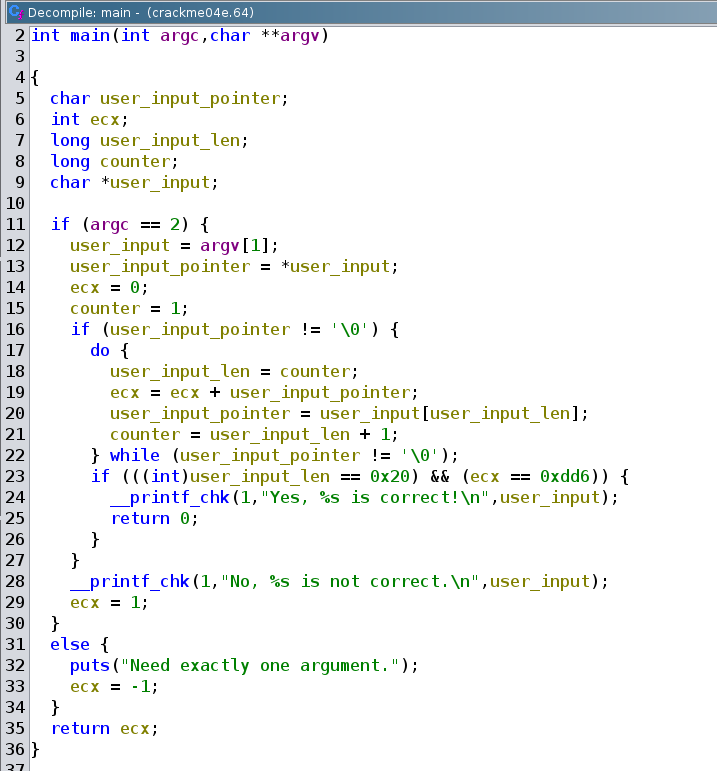 Decompile: main - (crackme04e.64)
2 int main(int argc,char **argv)
3
4 {
5   char user_input_pointer;
6   int ecx;
7   long user_input_len;
8   long counter;
9   char *user_input;
10
11   if (argc == 2) {
12     user_input = argv[1];
13     user_input_pointer = *user_input;
14     ecx = 0;
15     counter = 1;
16     if (user_input_pointer != '\0') {
17       do {
18         user_input_len = counter;
19         ecx = ecx + user_input_pointer;
20         user_input_pointer = user_input[user_input_len];
21         counter = user_input_len + 1;
22       } while (user_input_pointer != '\0');
23       if (((int)user_input_len == 0x20) && (ecx == 0xdd6)) {
24         __printf_chk(1,"Yes, %s is correct!\n",user_input);
25         return 0;
26       }
27     }
28     __printf_chk(1,"No, %s is not correct.\n",user_input);
29     ecx = 1;
30   }
31   else {
32     puts("Need exactly one argument.");
33     ecx = -1;
34   }
35   return ecx;
36 }
37